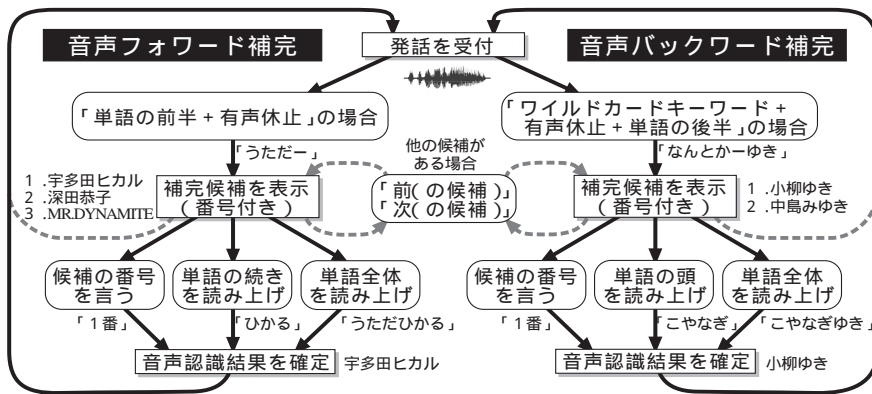 音声フォワード補完
発話を受付
音声バックワード補完
「単語の前半+有声休止」の場合
「ワイルドカードキーワード+
有声休止+単語の後半」の場合
「うただー」
他の候補が
ある場合
「なんとかーゆき」
1.宇多田ヒカル
2.深田恭子
3.MR.DYNAMITE
補完候補を表示
(番号付き)
「前(の候補)」
「次(の候補)」
補完候補を表示
(番号付き)
1.小柳ゆき
2.中島みゆき
候補の番号
を言う
単語の続き
を読み上げ
単語全体
を読み上げ
候補の番号
を言う
単語の頭
を読み上げ
単語全体
を読み上げ
「1番」
「ひかる」
「うただひかる」
「1番」
「こやなぎ」
「こやなぎゆき」
音声認識結果を確定
宇多田ヒカル
音声認識結果を確定
小柳ゆき